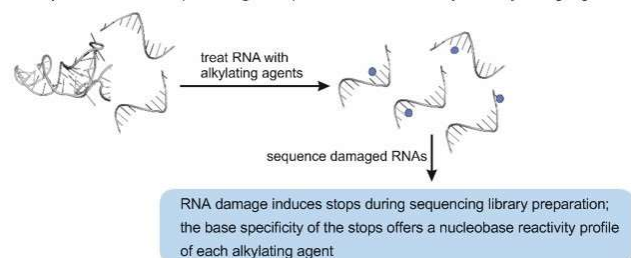 treat RNA with
alkylating agents
sequence damaged RNAs
RNA damage induces stops during sequencing library preparation;
the base specificity of the stops offers a nucleobase reactivity profile
of each alkylating agent